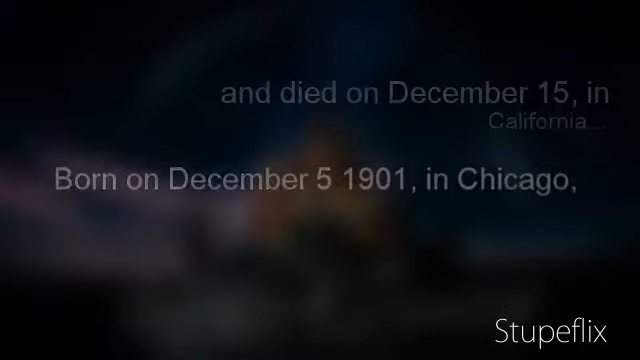 and died on December 15, in
California....
Born on December 5 1901, in Chicago,
Stupeflix